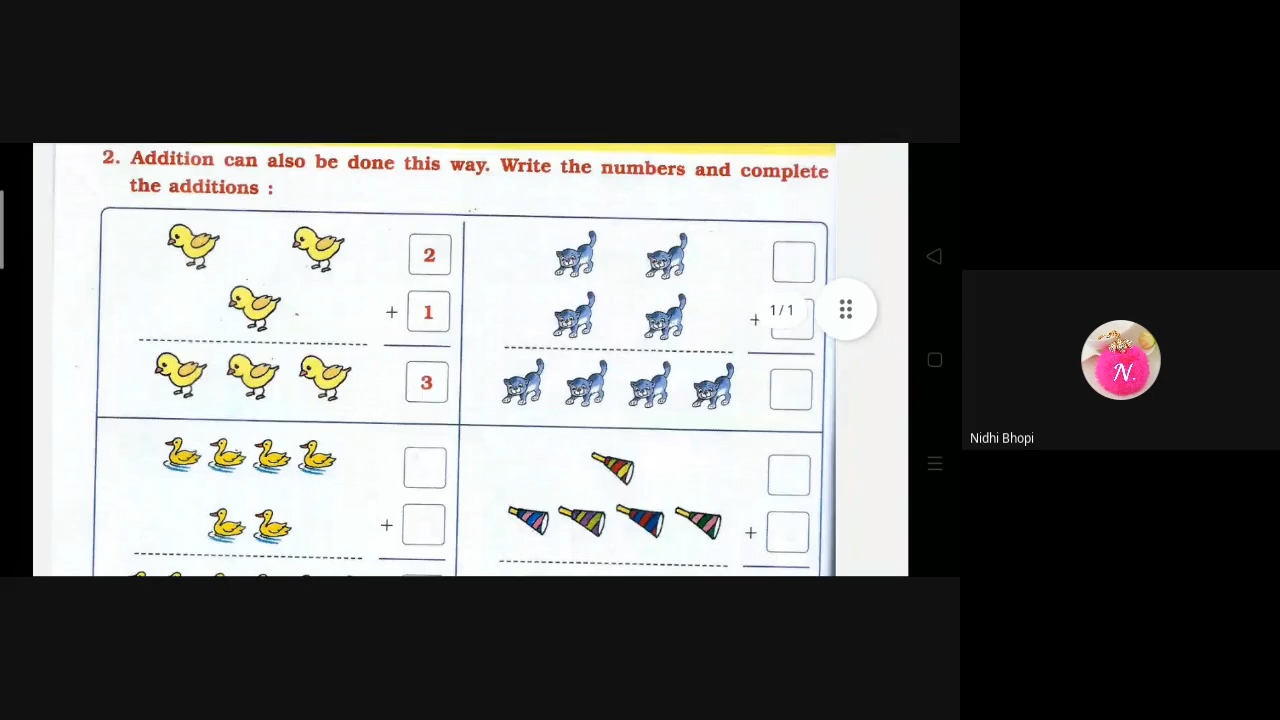 2. Addition can also be done this way. Write the numbers and complete
the additions :
2
+ 1
3
+
1/1
+
+
N.
Nidhi Bhopi